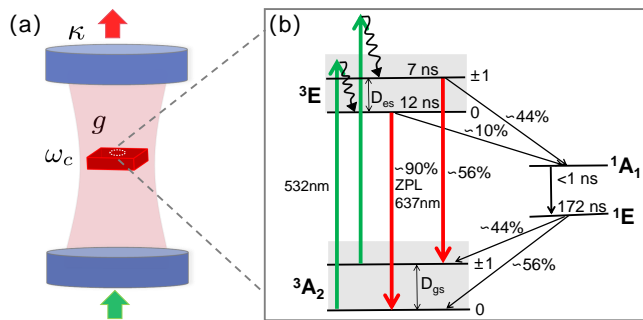 (a)
κ
g
ω_c
(b)
7 ns
±1
³E
D_es
12 ns
0
~44%
~10%
¹A₁
<1 ns
532nm
~90%
ZPL
637nm
~56%
172 ns
¹E
~44%
~56%
±1
³A₂
D_gs
0